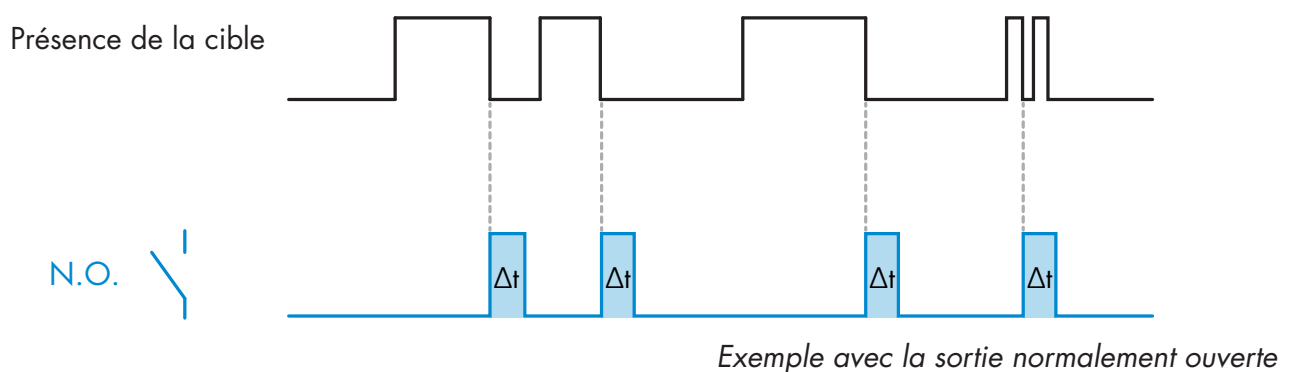 Présence de la cible
N.O.
Δt Δt Δt Δt
Exemple avec la sortie normalement ouverte